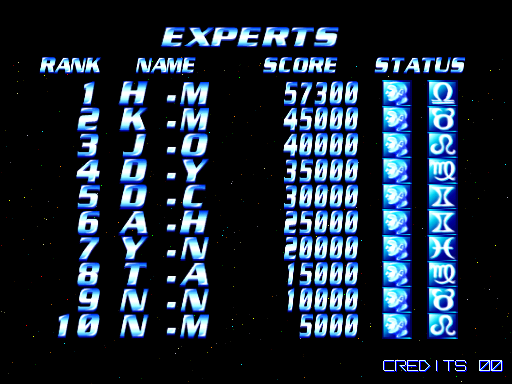 EXPERTS
RANK NAME SCORE STATUS
1 H .M 57300 ♎
2 K .M 45000 ♉
3 J .O 40000 ♌
4 D .Y 35000 ♍
5 D .C 30000 ♊
6 A .H 25000 ♊
7 Y .N 20000 ♓
8 T .A 15000 ♍
9 N .N 10000 ♉
10 N .M 5000 ♌
CREDITS 00